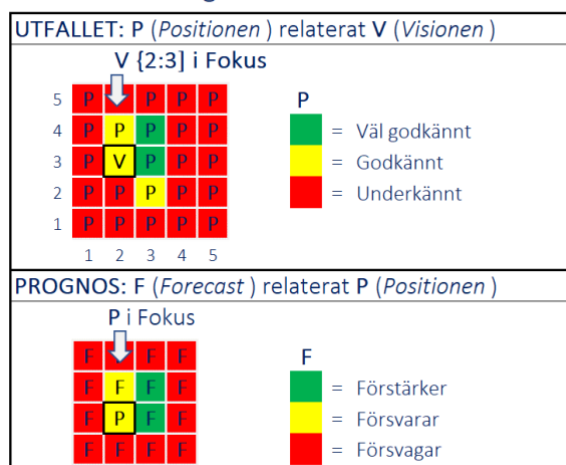 UTFALLET: P (Positionen ) relaterat V (Visionen )
V {2:3] i Fokus
5 P P P P
P
4 P P P P P
= Väl godkännt
3 P V P P P
= Godkännt
2 P P P P P
= Underkännt
1 P P P P P
1 2 3 4 5
PROGNOS: F (Forecast ) relaterat P (Positionen )
P i Fokus
F F F
F
F F F F
= Förstärker
F P F F
= Försvarar
F F F F
= Försvagar